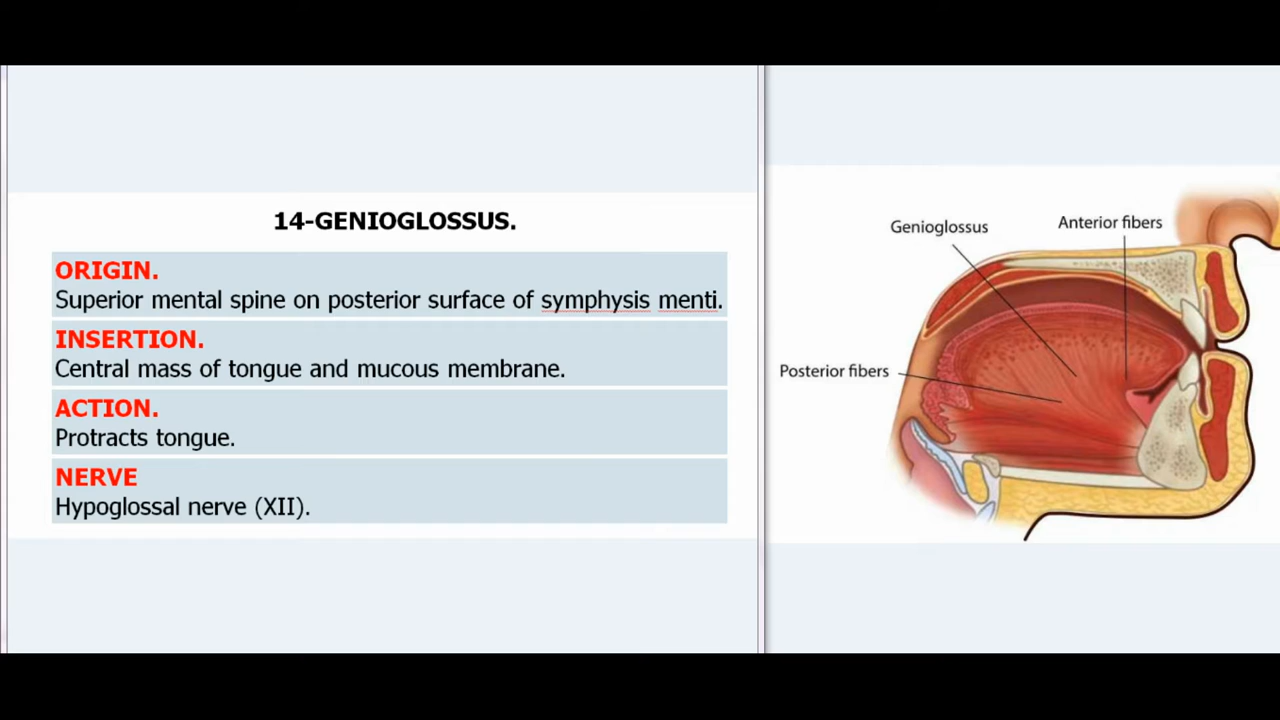 14-GENIOGLOSSUS.
ORIGIN.
Superior mental spine on posterior surface of symphysis menti.
INSERTION.
Central mass of tongue and mucous membrane.
ACTION.
Protracts tongue.
NERVE
Hypoglossal nerve (XII).
Genioglossus
Anterior fibers
Posterior fibers